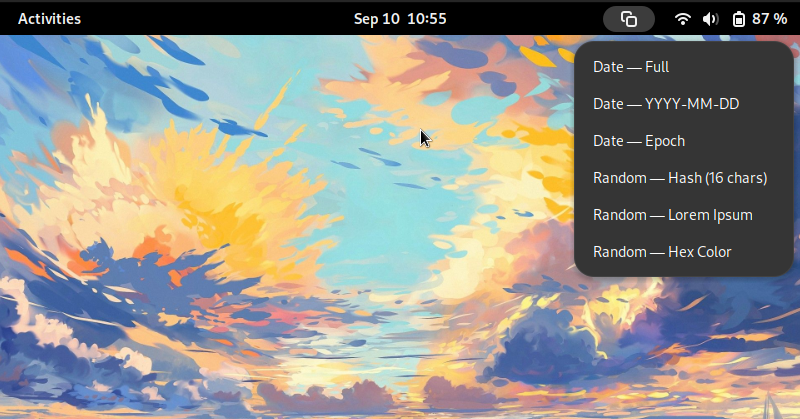 Activities
Sep 10 10:55
87 %
Date — Full
Date — YYYY-MM-DD
Date — Epoch
Random — Hash (16 chars)
Random — Lorem Ipsum
Random — Hex Color